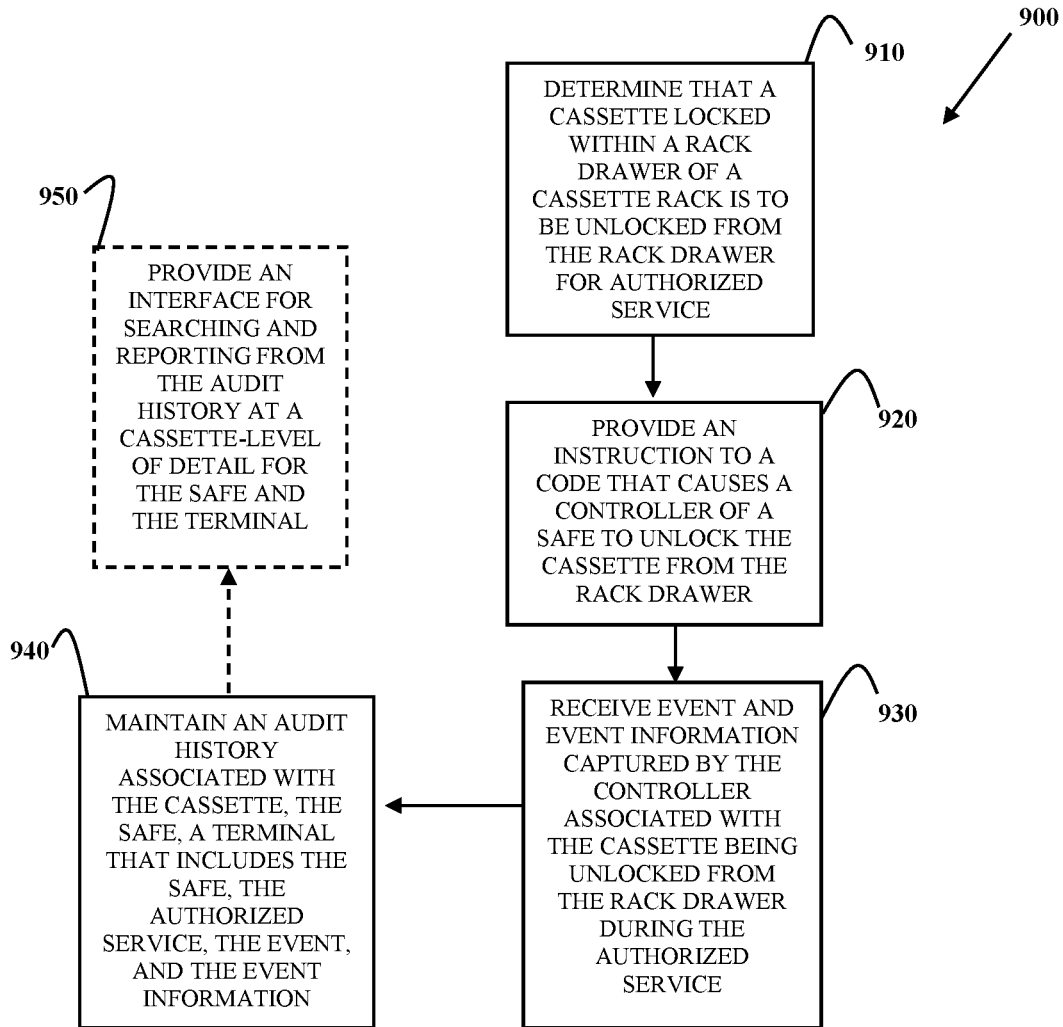 900
910
DETERMINE THAT A
CASSETTE LOCKED
WITHIN A RACK
DRAWER OF A
CASSETTE RACK IS TO
BE UNLOCKED FROM
THE RACK DRAWER
FOR AUTHORIZED
SERVICE
920
PROVIDE AN
INSTRUCTION TO A
CODE THAT CAUSES A
CONTROLLER OF A
SAFE TO UNLOCK THE
CASSETTE FROM THE
RACK DRAWER
930
RECEIVE EVENT AND
EVENT INFORMATION
CAPTURED BY THE
CONTROLLER
ASSOCIATED WITH
THE CASSETTE BEING
UNLOCKED FROM
THE RACK DRAWER
DURING THE
AUTHORIZED
SERVICE
940
MAINTAIN AN AUDIT
HISTORY
ASSOCIATED WITH
THE CASSETTE, THE
SAFE, A TERMINAL
THAT INCLUDES THE
SAFE, THE
AUTHORIZED
SERVICE, THE EVENT,
AND THE EVENT
INFORMATION
950
PROVIDE AN
INTERFACE FOR
SEARCHING AND
REPORTING FROM
THE AUDIT
HISTORY AT A
CASSETTE-LEVEL
OF DETAIL FOR
THE SAFE AND
THE TERMINAL